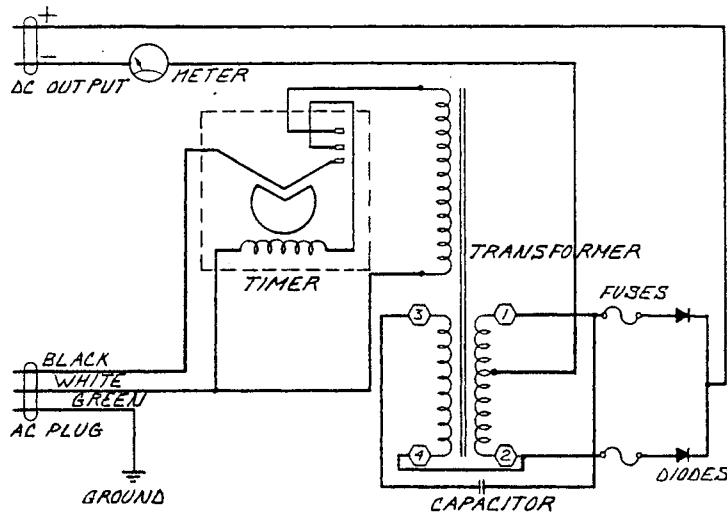 +
−
DC OUTPUT
METER
TIMER
TRANSFORMER
FUSES
3
1
BLACK
WHITE
GREEN
AC PLUG
4
2
DIODES
GROUND
CAPACITOR